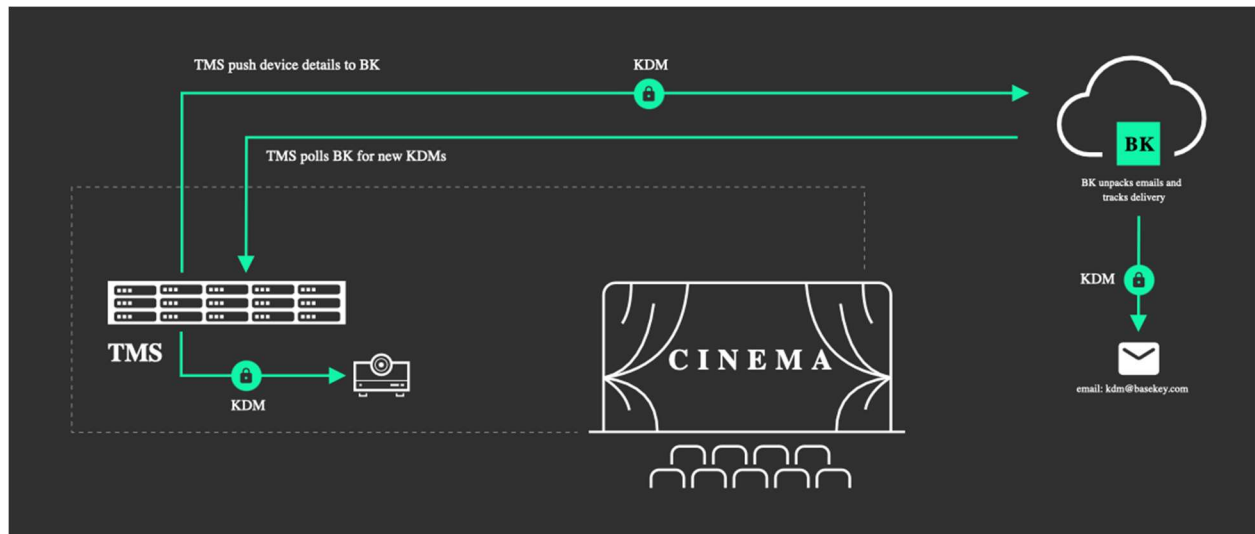 TMS push device details to BK
KDM
TMS polls BK for new KDMs
BK
BK unpacks emails and
tracks delivery
KDM
TMS
CINEMA
KDM
email: kdm@basekey.com